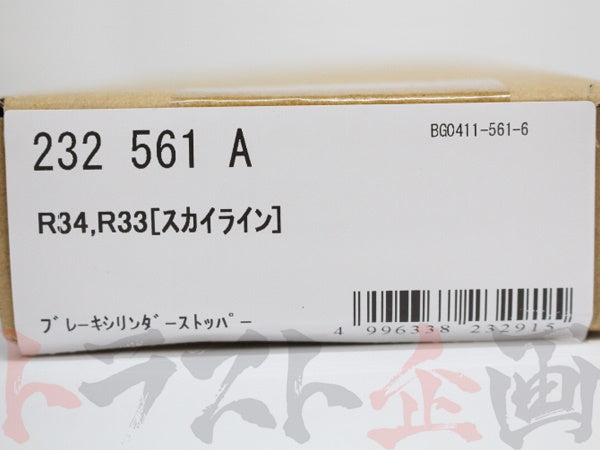 232 561 A
BGC0411-561-6
R34,R33[スカイライン]
ブレーキシリンダーストッパー
4 996338 232915
トラスト企画